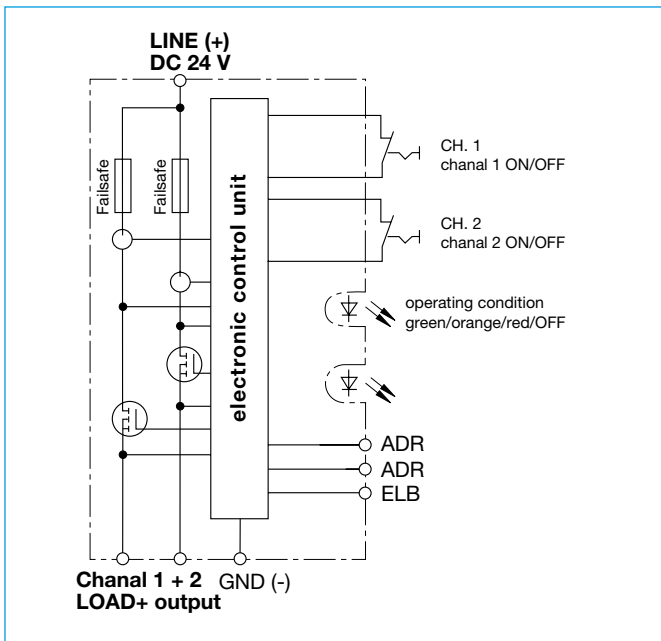 LINE (+)
DC 24 V
Failsafe
Failsafe
electronic control unit
CH. 1
chanal 1 ON/OFF
CH. 2
chanal 2 ON/OFF
operating condition
green/orange/red/OFF
ADR
ADR
ELB
Chanal 1 + 2
LOAD+ output
GND (-)